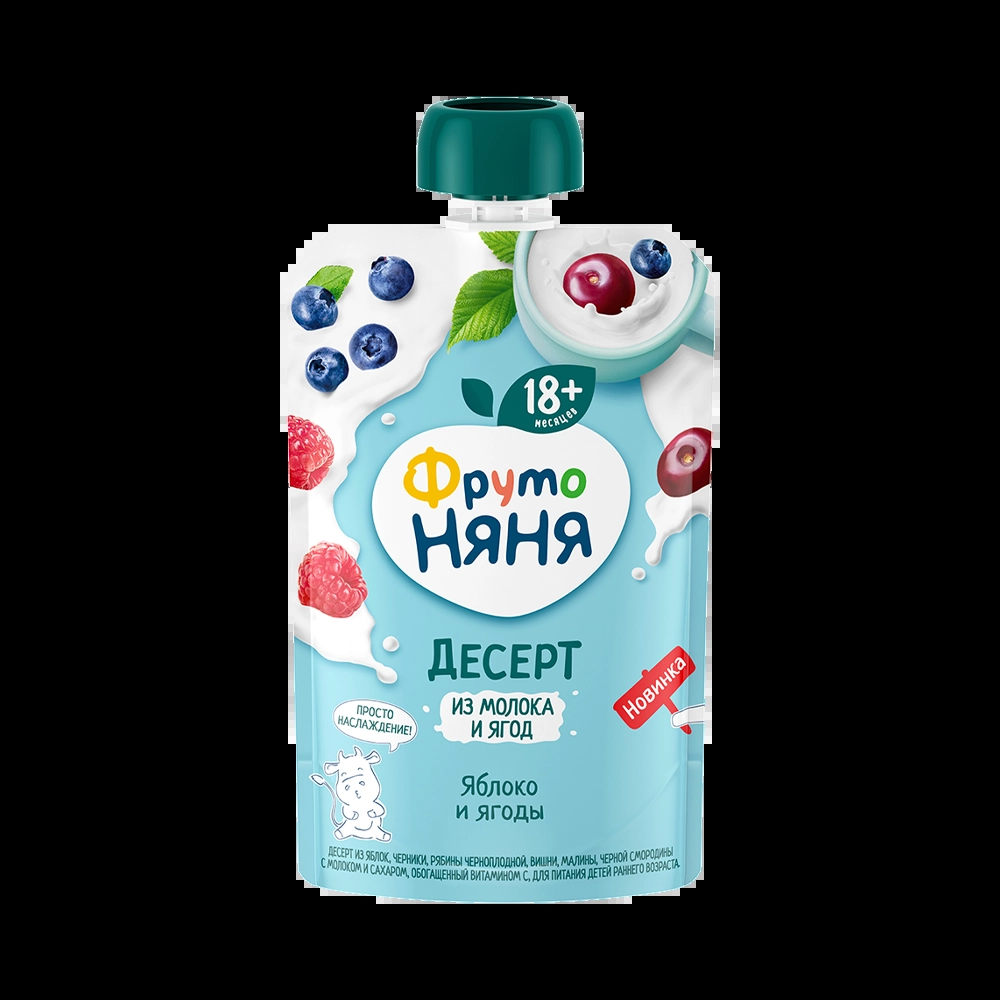 18+
месяцев
Фруто
НЯНЯ
ДЕСЕРТ
ИЗ МОЛОКА
И ЯГОД
Новинка
ПРОСТО
НАСЛАЖДЕНИЕ!
Яблоко
и ягоды
ДЕСЕРТ ИЗ ЯБЛОК, ЧЕРНИКИ, РЯБИНЫ ЧЕРНОПЛОДНОЙ, ВИШНИ, МАЛИНЫ, ЧЕРНОЙ СМОРОДИНЫ
С МОЛОКОМ И САХАРОМ, ОБОГАЩЕННЫЙ ВИТАМИНОМ С, ДЛЯ ПИТАНИЯ ДЕТЕЙ РАННЕГО ВОЗРАСТА.